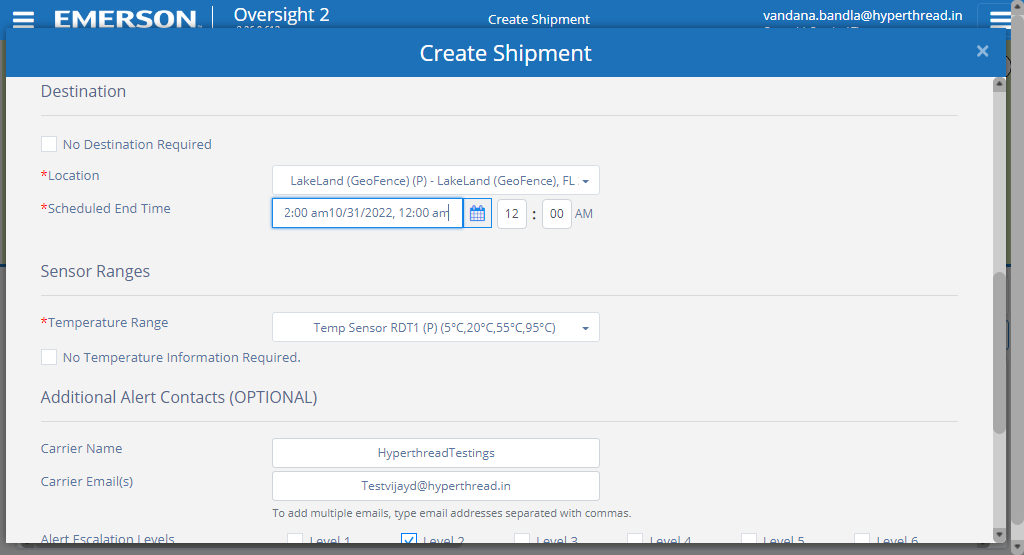 EMERSON
Oversight 2
Create Shipment
vandana.bandla@hyperthread.in
Create Shipment
×
Destination
No Destination Required
*Location
LakeLand (GeoFence) (P) - LakeLand (GeoFence), FL
*Scheduled End Time
2:00 am10/31/2022, 12:00 am
12 : 00 AM
Sensor Ranges
*Temperature Range
Temp Sensor RDT1 (P) (5°C,20°C,55°C,95°C)
No Temperature Information Required.
Additional Alert Contacts (OPTIONAL)
Carrier Name
HyperthreadTestings
Carrier Email(s)
Testvijayd@hyperthread.in
To add multiple emails, type email addresses separated with commas.
Alert Escalation Levels
Level 1 Level 2 Level 3 Level 4 Level 5 Level 6